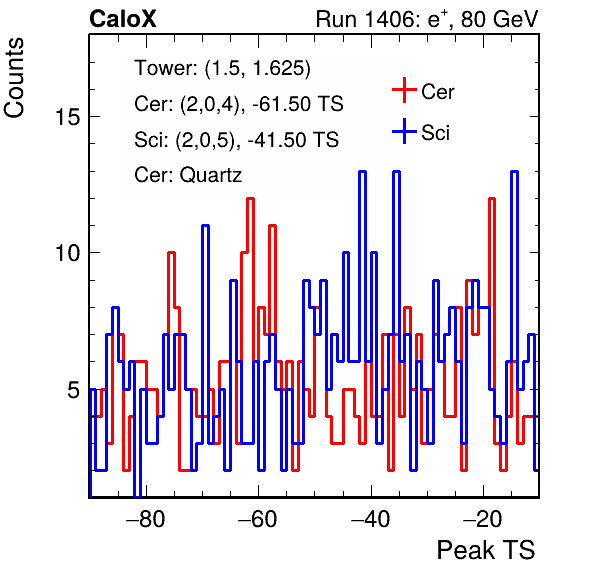 CaloX
Run 1406: e⁺, 80 GeV
Counts
Tower: (1.5, 1.625)
Cer: (2,0,4), -61.50 TS
Sci: (2,0,5), -41.50 TS
Cer: Quartz
Cer
Sci
15
10
5
−80 −60 −40 −20
Peak TS